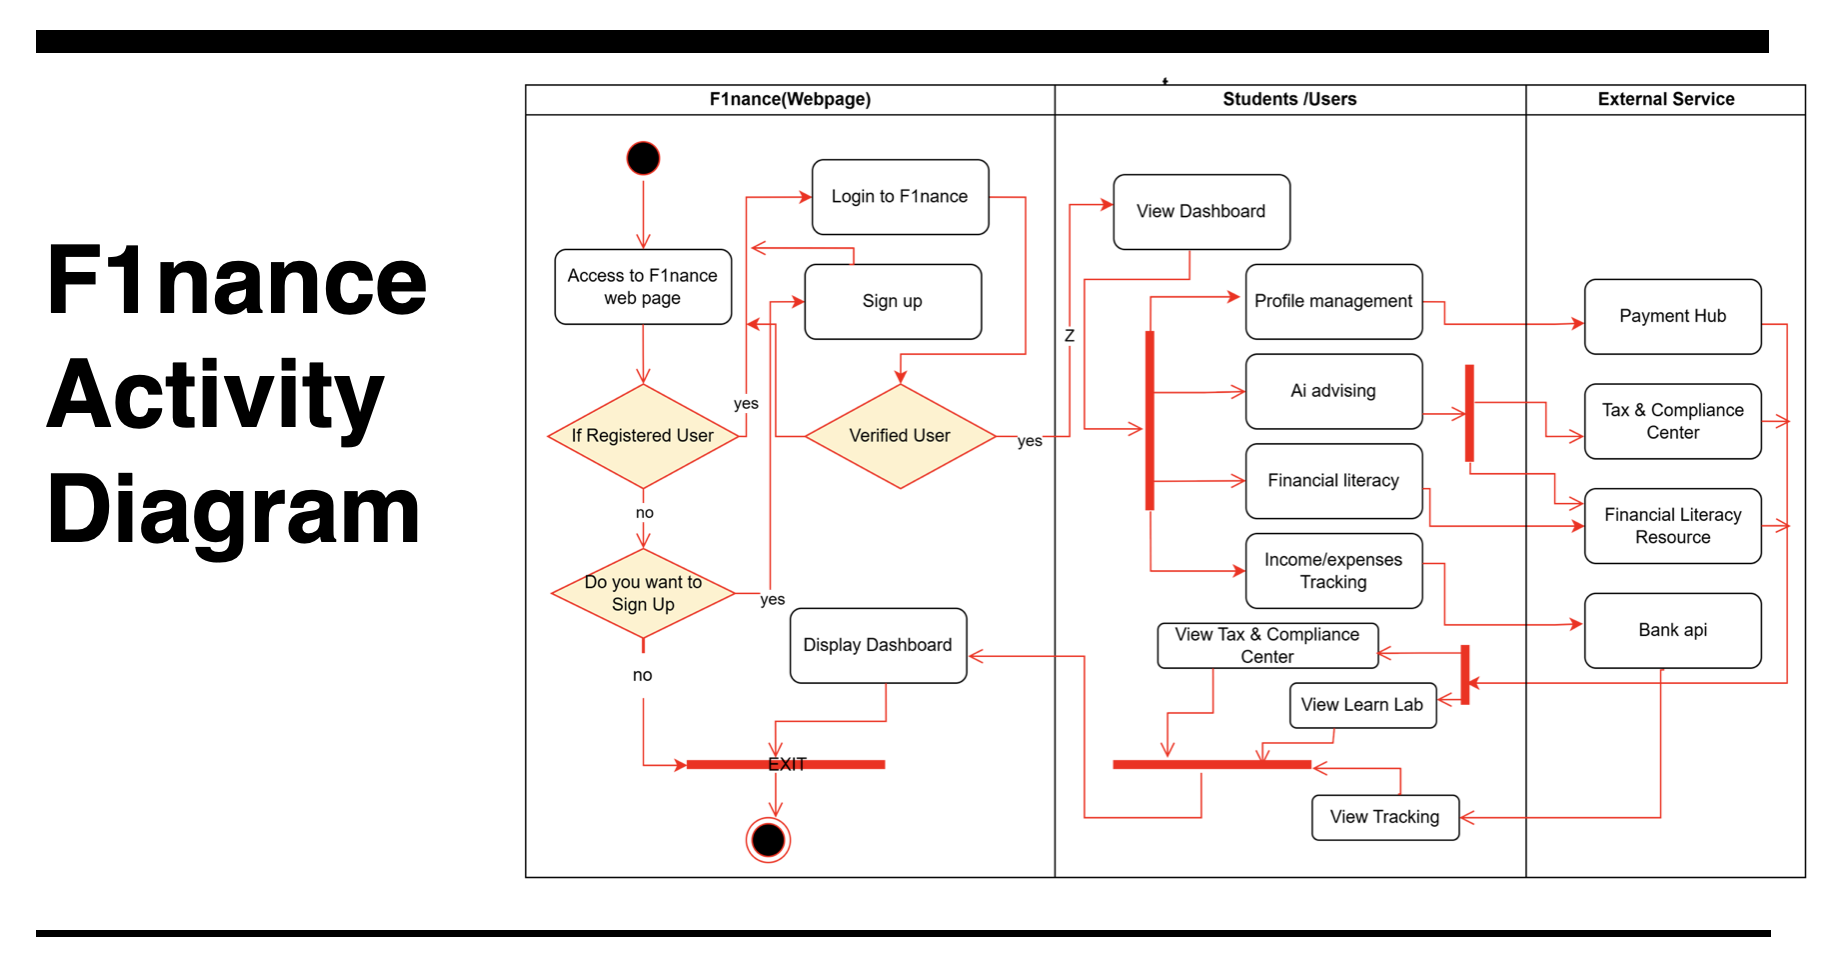 F1nance
Activity
Diagram
F1nance(Webpage)
Students /Users
External Service
Login to F1nance
View Dashboard
Access to F1nance
web page
Sign up
Profile management
Payment Hub
Z
yes
Ai advising
Tax & Compliance
Center
If Registered User
Verified User
yes
Financial literacy
no
Financial Literacy
Resource
Do you want to
Sign Up
yes
Income/expenses
Tracking
Bank api
Display Dashboard
View Tax & Compliance
Center
no
View Learn Lab
EXIT
View Tracking